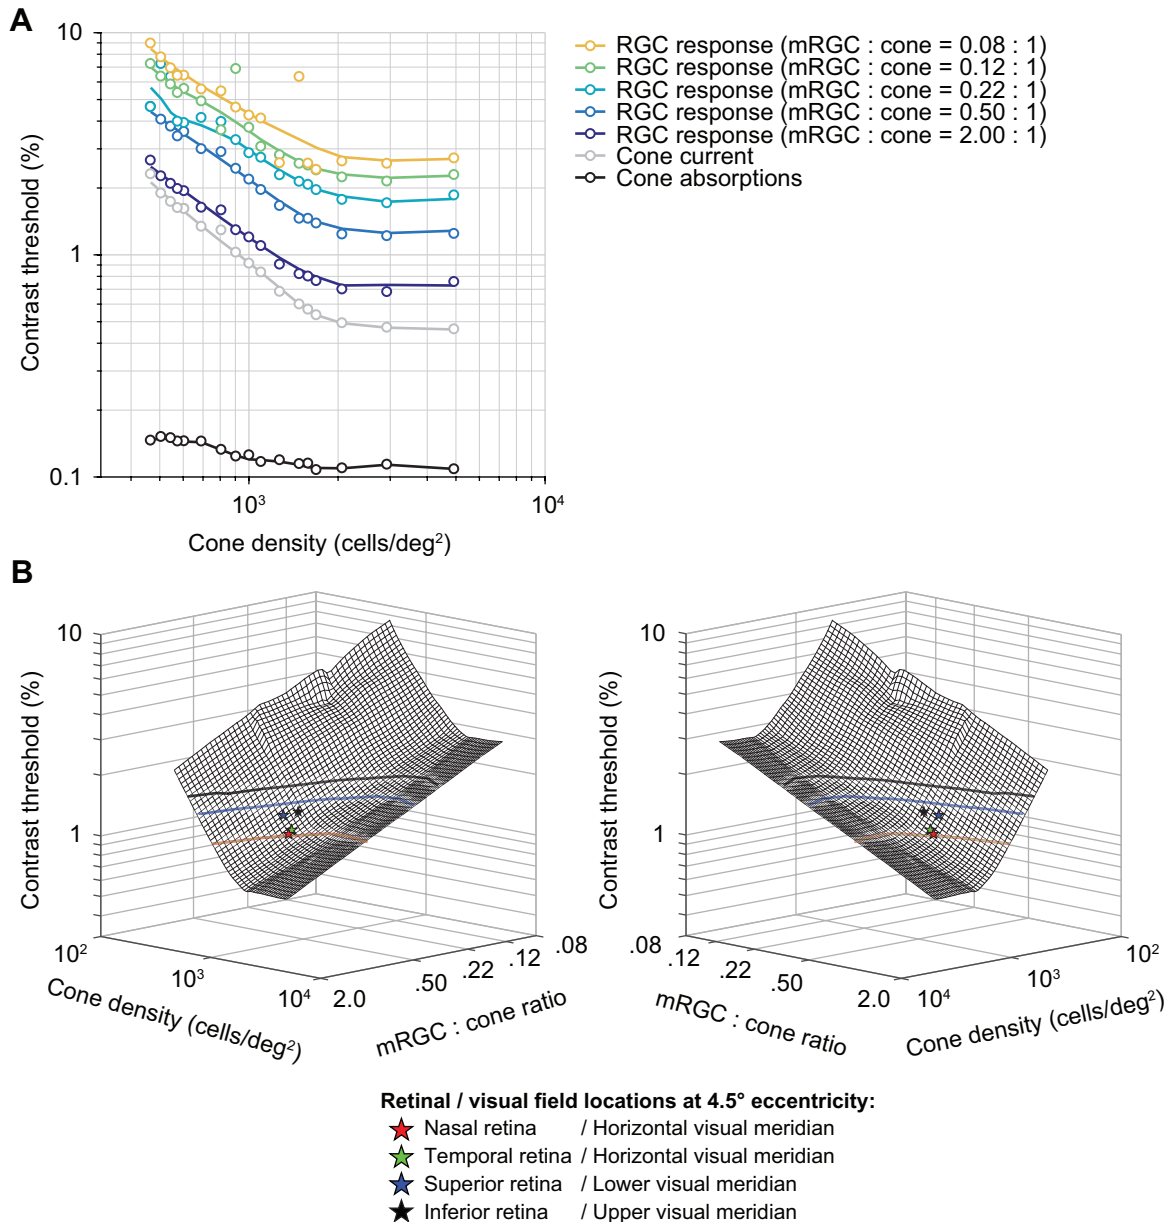 A
10
1
0.1
Contrast threshold (%)
10³
10⁴
Cone density (cells/deg²)
RGC response (mRGC : cone = 0.08 : 1)
RGC response (mRGC : cone = 0.12 : 1)
RGC response (mRGC : cone = 0.22 : 1)
RGC response (mRGC : cone = 0.50 : 1)
RGC response (mRGC : cone = 2.00 : 1)
Cone current
Cone absorptions
B
10
1
Contrast threshold (%)
10²
10³
10⁴
Cone density (cells/deg²)
2.0
.50
.22
.12
.08
mRGC : cone ratio
10
1
Contrast threshold (%)
.08
.12
.22
.50
2.0
mRGC : cone ratio
10⁴
10³
10²
Cone density (cells/deg²)
Retinal / visual field locations at 4.5° eccentricity:
Nasal retina / Horizontal visual meridian
Temporal retina / Horizontal visual meridian
Superior retina / Lower visual meridian
Inferior retina / Upper visual meridian